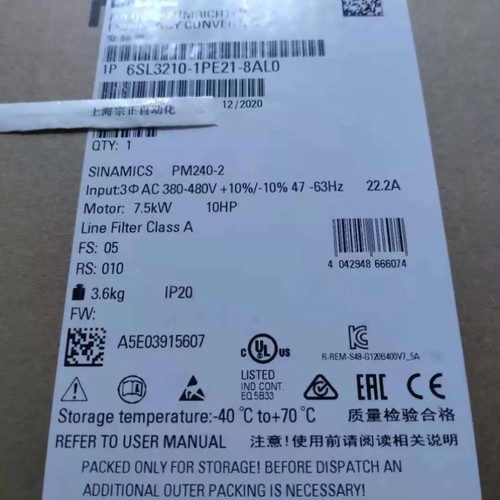 1P 6SL3210-1PE21-8AL0
12/2020
上海宗正自动化
QTY: 1
SINAMICS PM240-2
Input:3Φ AC 380-480V +10%/-10% 47 -63Hz 22.2A
Motor: 7.5kW 10HP
Line Filter Class A
FS: 05
RS: 010
4 042948 666074
3.6kg IP20
FW:
A5E03915607
UL
C US
LISTED
IND CONT.
EQ.5B33
R-REM-S49-G120B400V7_5A
EAC CE
Storage temperature:-40 ℃ to+70 ℃ 质量检验合格
REFER TO USER MANUAL 注意!使用前请阅读相关说明
PACKED ONLY FOR STORAGE! BEFORE DISPATCH AN
ADDITIONAL OUTER PACKING IS NECESSARY!